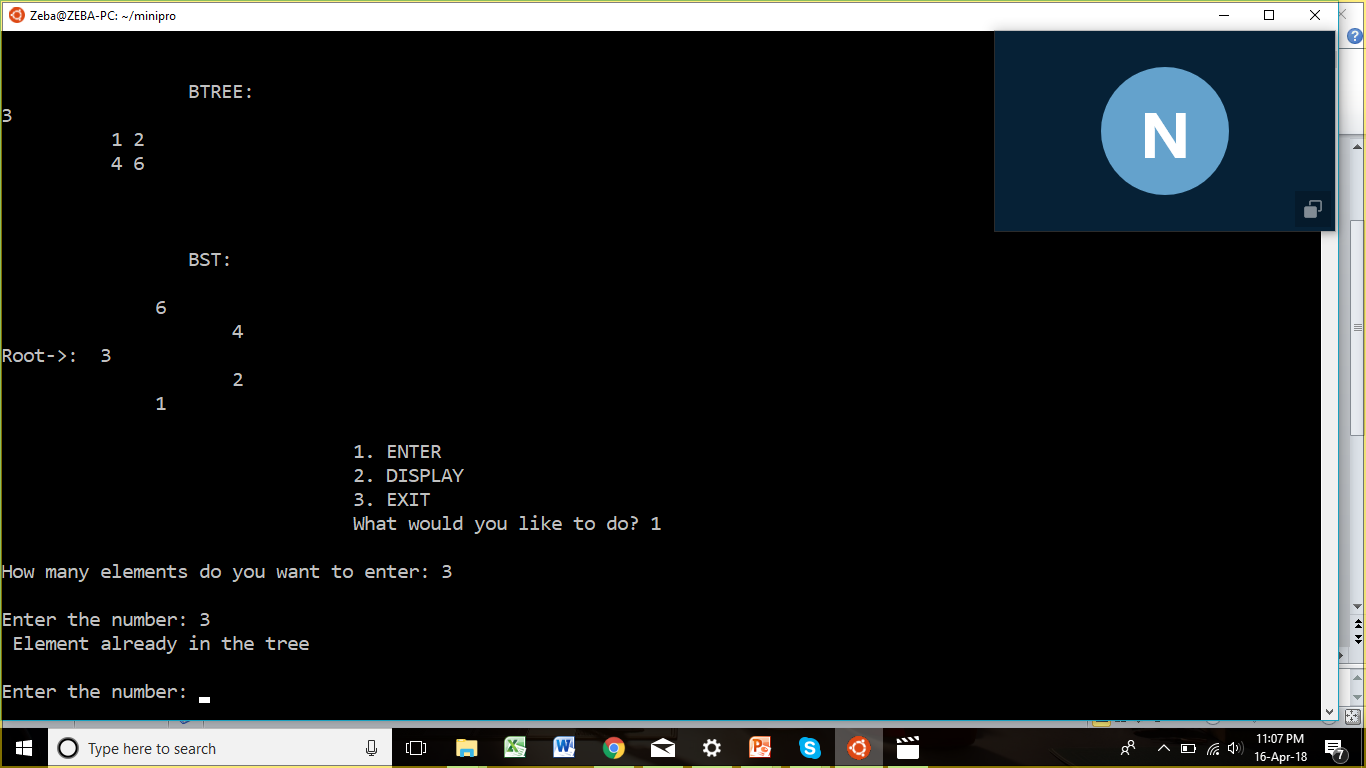 Zeba@ZEBA-PC: ~/minipro
N
BTREE:
3
1 2
4 6
BST:
6
4
Root->: 3
2
1
1. ENTER
2. DISPLAY
3. EXIT
What would you like to do? 1
How many elements do you want to enter: 3
Enter the number: 3
Element already in the tree
Enter the number:
Type here to search
11:07 PM
16-Apr-18
7